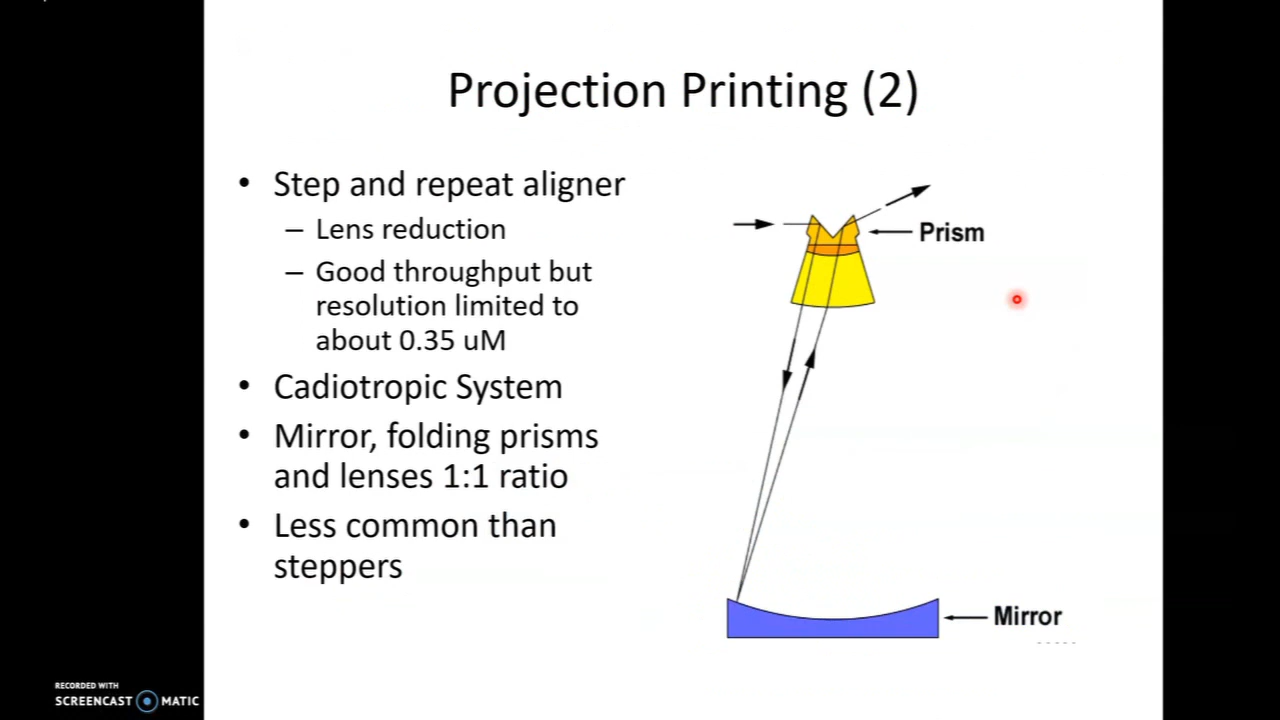 Projection Printing (2)
• Step and repeat aligner
– Lens reduction
– Good throughput but
resolution limited to
about 0.35 uM
• Cadiotropic System
• Mirror, folding prisms
and lenses 1:1 ratio
• Less common than
steppers
Prism
Mirror
RECORDED WITH
SCREENCAST MATIC